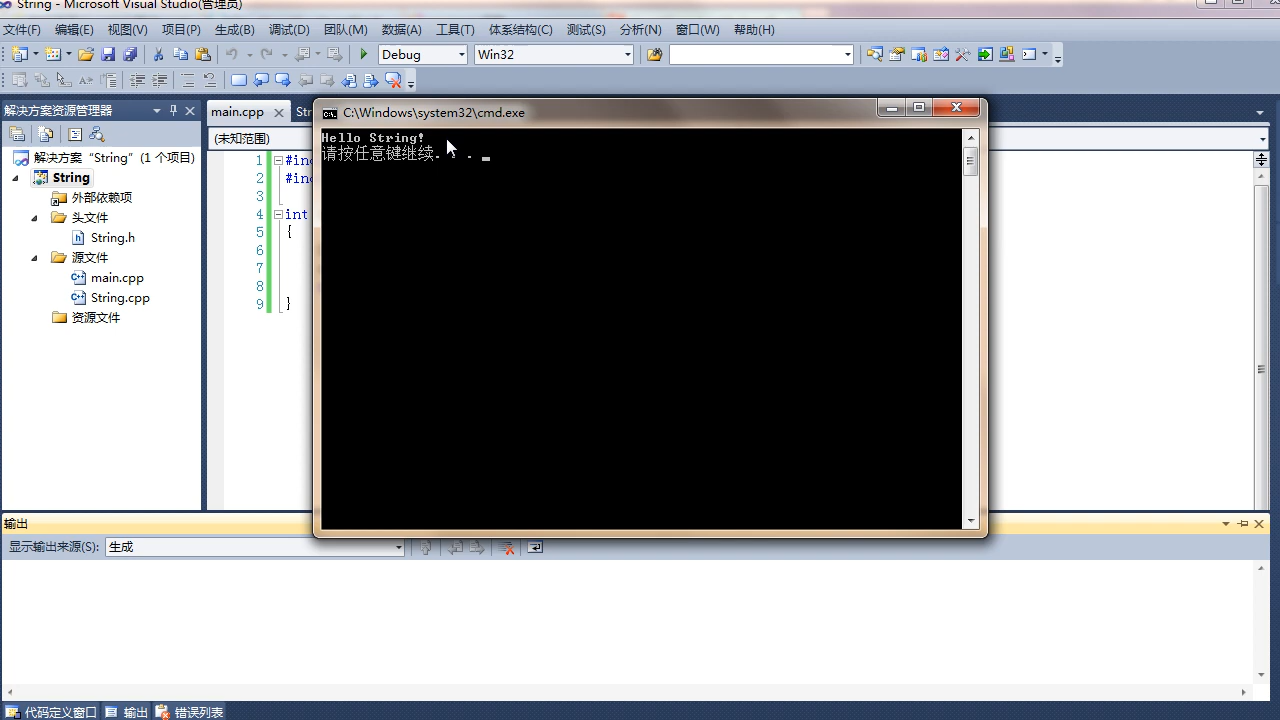 String - Microsoft Visual Studio(管理员)
文件(F) 编辑(E) 视图(V) 项目(P) 生成(B) 调试(D) 团队(M) 数据(A) 工具(T) 体系结构(C) 测试(S) 分析(N) 窗口(W) 帮助(H)
Debug Win32
解决方案资源管理器
main.cpp Str
C:\Windows\system32\cmd.exe
(未知范围)
Hello String!
请按任意键继续. . .
解决方案 "String" (1 个项目)
String
外部依赖项
头文件
String.h
源文件
main.cpp
String.cpp
资源文件
1 #inc
2 #inc
3
4 int
5 {
6
7
8
9 }
输出
显示输出来源(S): 生成
代码定义窗口 输出 错误列表